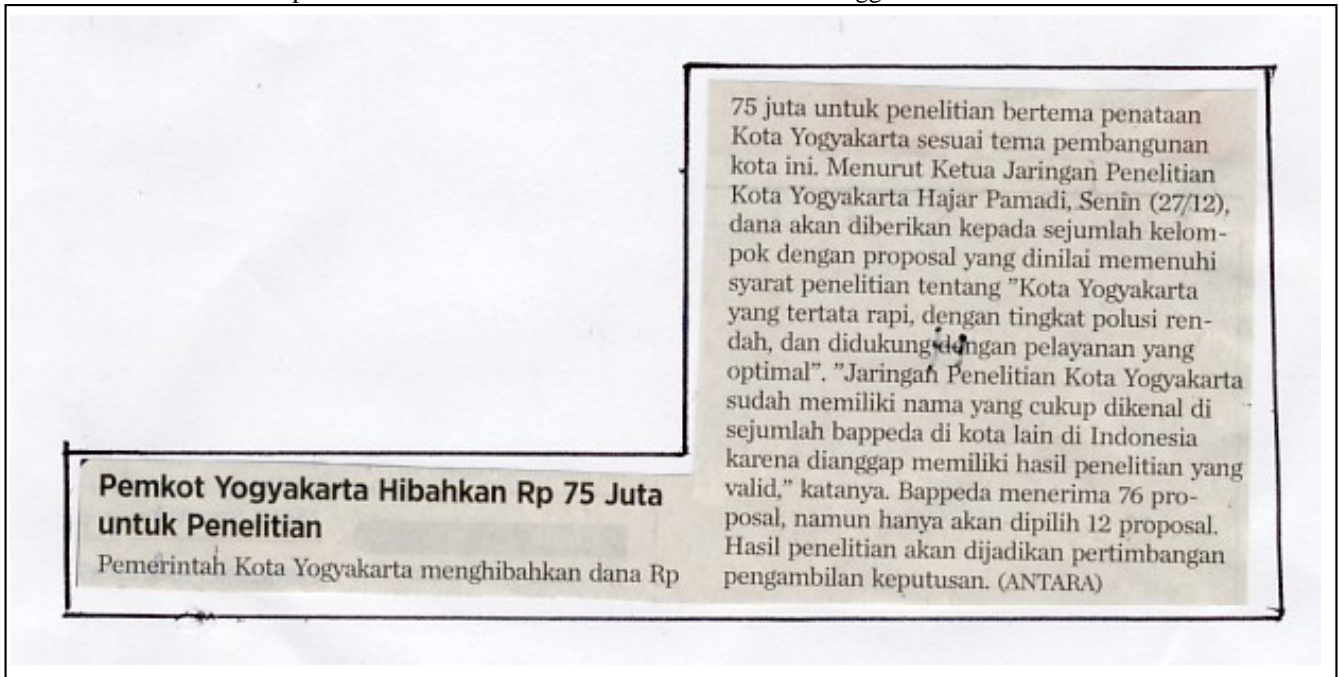 Pemkot Yogyakarta Hibahkan Rp 75 Juta
untuk Penelitian
Pemerintah Kota Yogyakarta menghibahkan dana Rp
75 juta untuk penelitian bertema penataan
Kota Yogyakarta sesuai tema pembangunan
kota ini. Menurut Ketua Jaringan Penelitian
Kota Yogyakarta Hajar Pamadi, Senin (27/12),
dana akan diberikan kepada sejumlah kelom-
pok dengan proposal yang dinilai memenuhi
syarat penelitian tentang "Kota Yogyakarta
yang tertata rapi, dengan tingkat polusi ren-
dah, dan didukung dengan pelayanan yang
optimal". "Jaringan Penelitian Kota Yogyakarta
sudah memiliki nama yang cukup dikenal di
sejumlah bappeda di kota lain di Indonesia
karena dianggap memiliki hasil penelitian yang
valid," katanya. Bappeda menerima 76 pro-
posal, namun hanya akan dipilih 12 proposal.
Hasil penelitian akan dijadikan pertimbangan
pengambilan keputusan. (ANTARA)